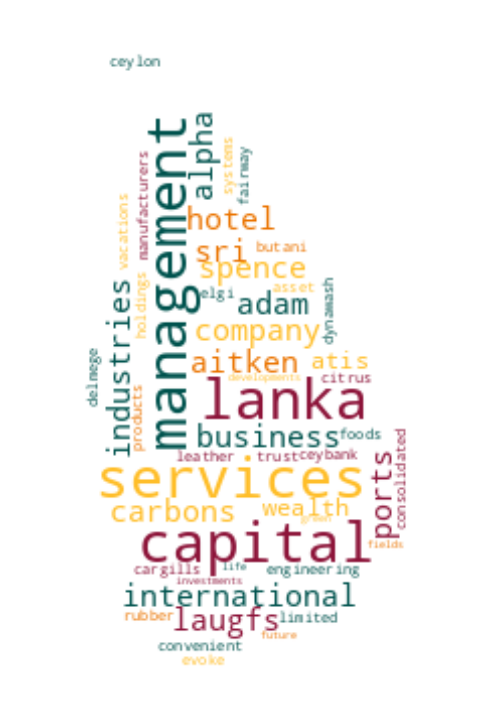 ceylon
management
alpha
systems
fairway
manufacturers
vacations
hotel
sri
butani
spence
holdings
industries
elgi
asset
adam
dynawash
company
aitken
atis
developments
citrus
delmege
products
lanka
business
foods
leather
trust
ceybank
consolidated
ports
services
carbons
wealth
green
capital
fields
cargills
life
engineering
investments
international
rubber
laugfs
limited
future
convenient
evoke